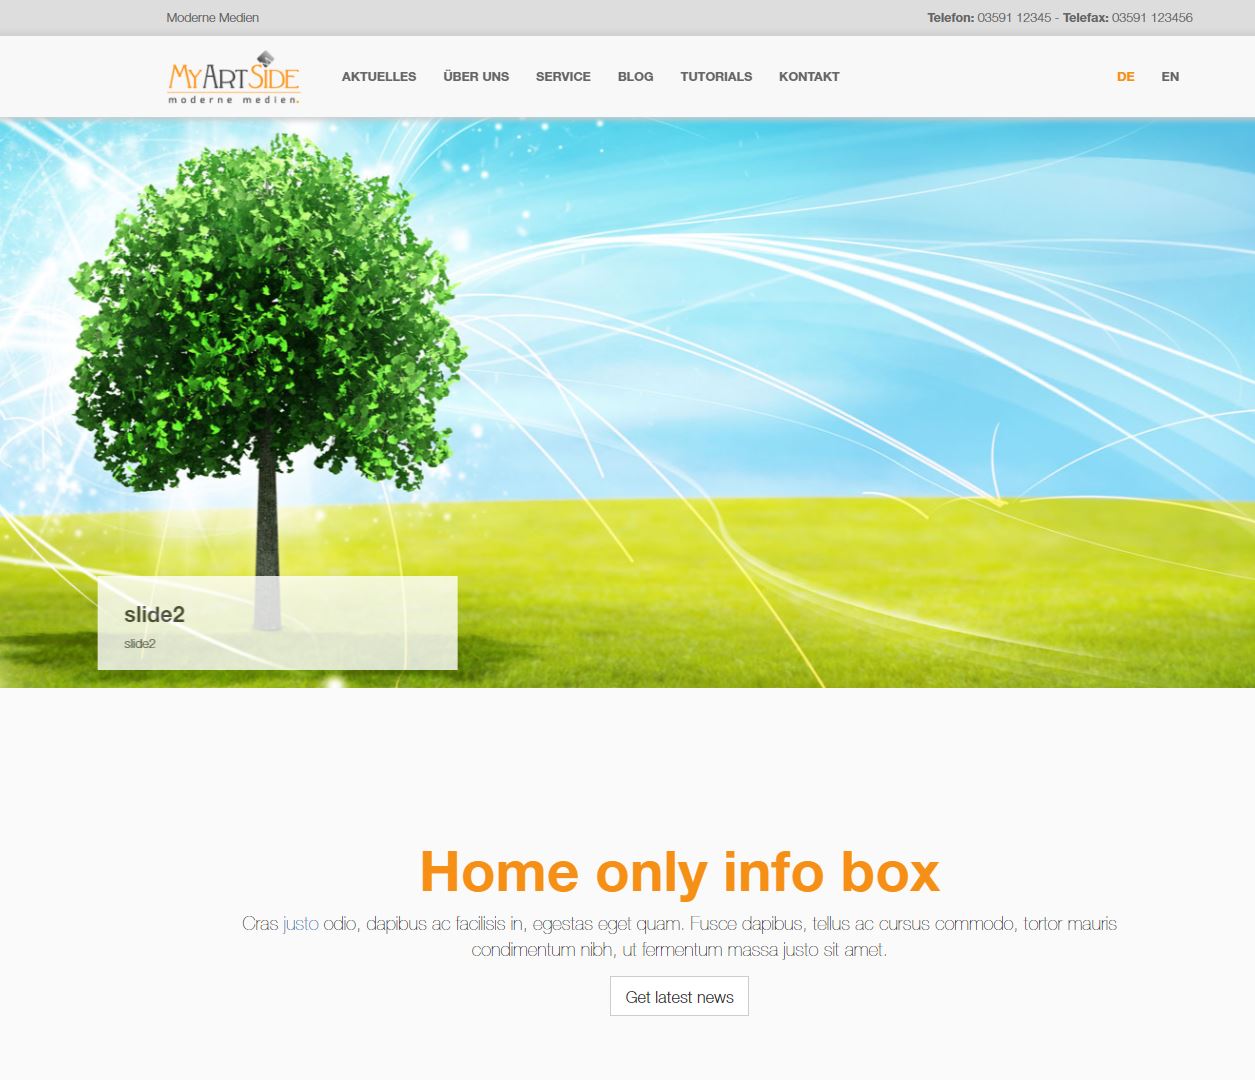 Moderne Medien
Telefon: 03591 12345 - Telefax: 03591 123456
MyArtSide
moderne medien.
AKTUELLES ÜBER UNS SERVICE BLOG TUTORIALS KONTAKT DE EN
slide2
slide2
Home only info box
Cras justo odio, dapibus ac facilisis in, egestas eget quam. Fusce dapibus, tellus ac cursus commodo, tortor mauris
condimentum nibh, ut fermentum massa justo sit amet.
Get latest news